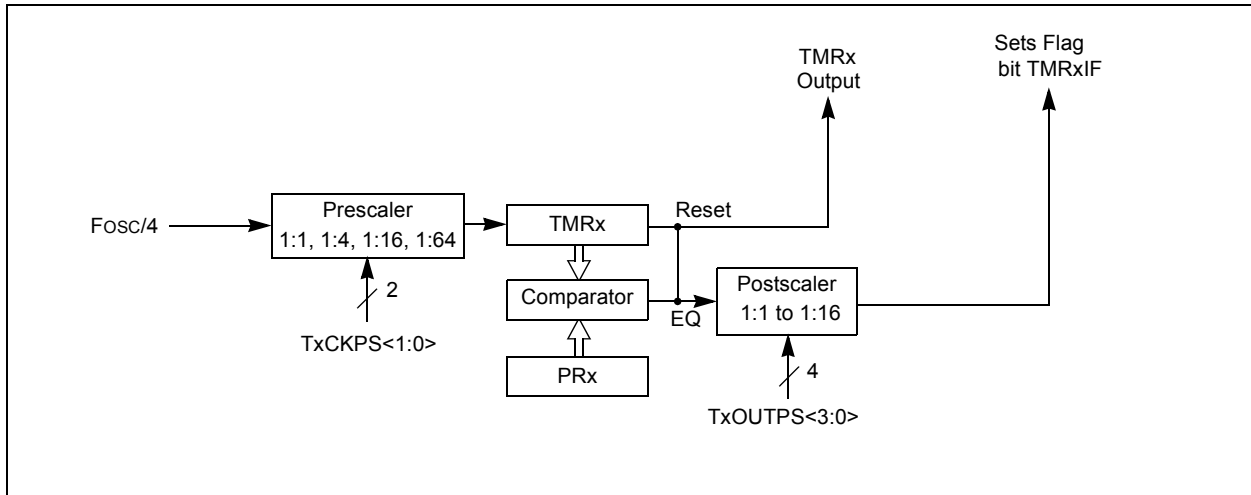 TMRx
Output
Sets Flag
bit TMRxIF
Fosc/4
Prescaler
1:1, 1:4, 1:16, 1:64
2
TxCKPS<1:0>
TMRx
Reset
Comparator
EQ
PRx
Postscaler
1:1 to 1:16
4
TxOUTPS<3:0>